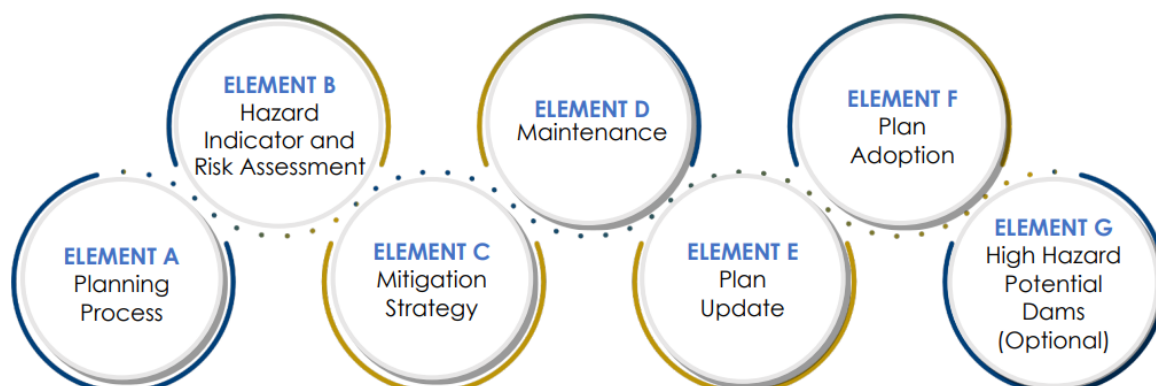 ELEMENT A
Planning
Process
ELEMENT B
Hazard
Indicator and
Risk Assessment
ELEMENT C
Mitigation
Strategy
ELEMENT D
Maintenance
ELEMENT E
Plan
Update
ELEMENT F
Plan
Adoption
ELEMENT G
High Hazard
Potential
Dams
(Optional)